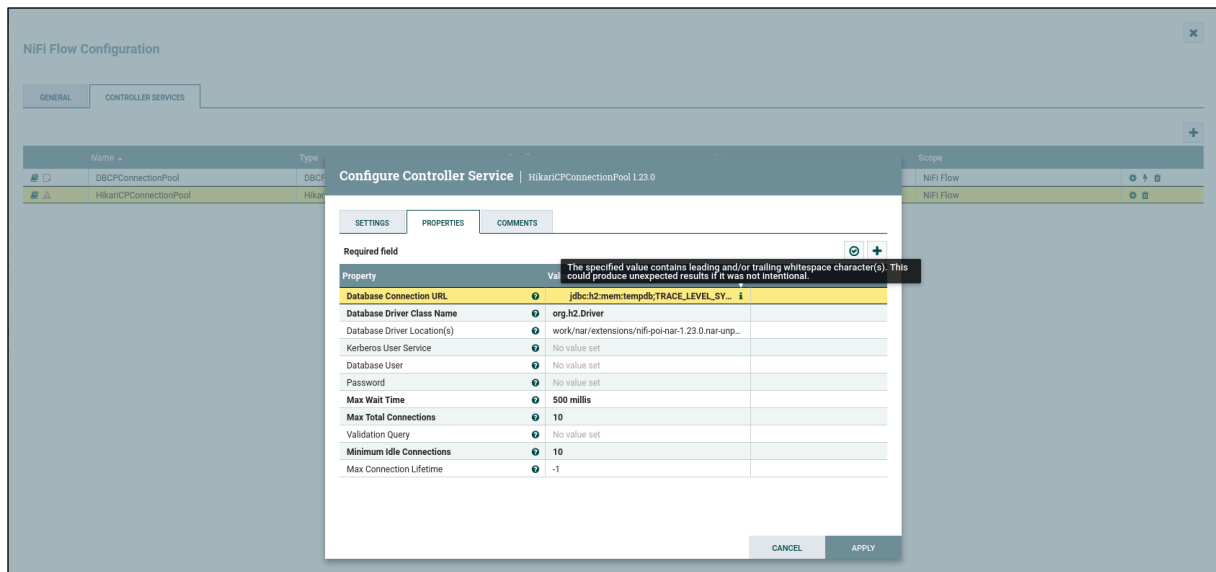 NiFi Flow Configuration
GENERAL CONTROLLER SERVICES
Name Type Scope
DBCPConnectionPool DBCP NiFi Flow
HikariCPConnectionPool Hikar NiFi Flow
Configure Controller Service | HikariCPConnectionPool 1.23.0
SETTINGS PROPERTIES COMMENTS
Required field
The specified value contains leading and/or trailing whitespace character(s). This
could produce unexpected results if it was not intentional.
Property Val
Database Connection URL jdbc:h2:mem:tempdb;TRACE_LEVEL_SY...
Database Driver Class Name org.h2.Driver
Database Driver Location(s) work/nar/extensions/nifi-poi-nar-1.23.0.nar-unp...
Kerberos User Service No value set
Database User No value set
Password No value set
Max Wait Time 500 millis
Max Total Connections 10
Validation Query No value set
Minimum Idle Connections 10
Max Connection Lifetime -1
CANCEL APPLY